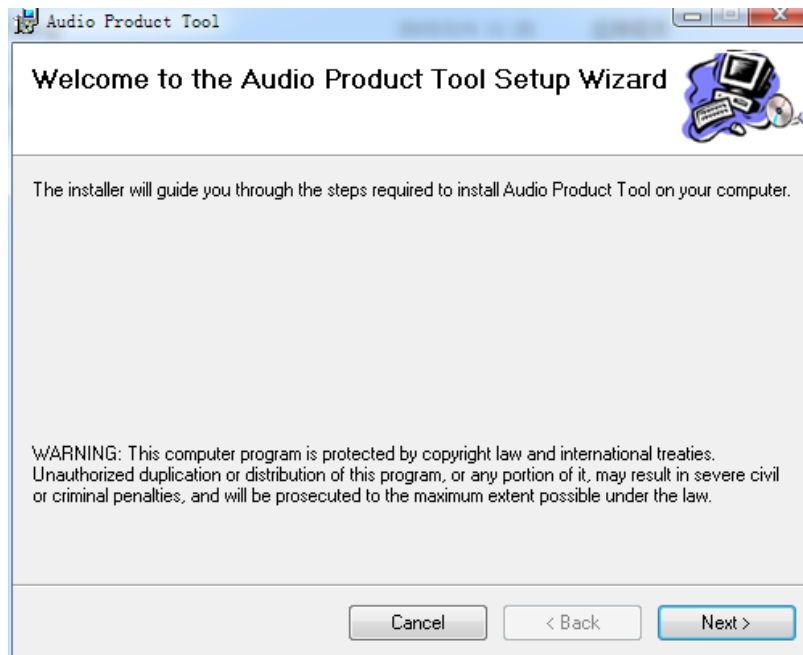 Audio Product Tool
Welcome to the Audio Product Tool Setup Wizard
The installer will guide you through the steps required to install Audio Product Tool on your computer.
WARNING: This computer program is protected by copyright law and international treaties.
Unauthorized duplication or distribution of this program, or any portion of it, may result in severe civil
or criminal penalties, and will be prosecuted to the maximum extent possible under the law.
Cancel
< Back
Next >